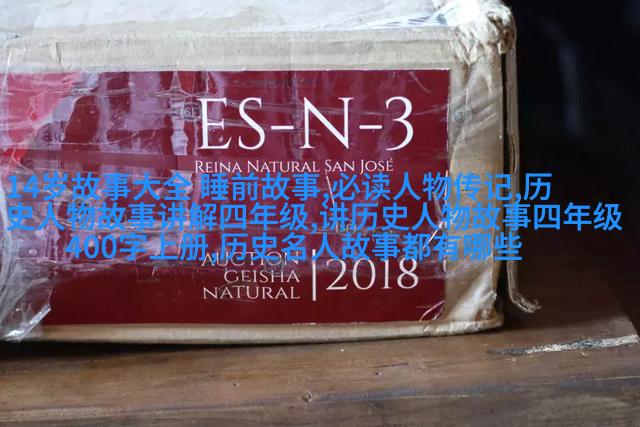 ES-N-3
REINA NATURAL SAN JOSÉ
14岁故事大全 睡前故事,必读人物传记,历
史人物故事讲解四年级,讲历史人物故事四年级
400字上册,历史名人故事都有哪些
AUCTION
GEISHA
NATURAL
2018